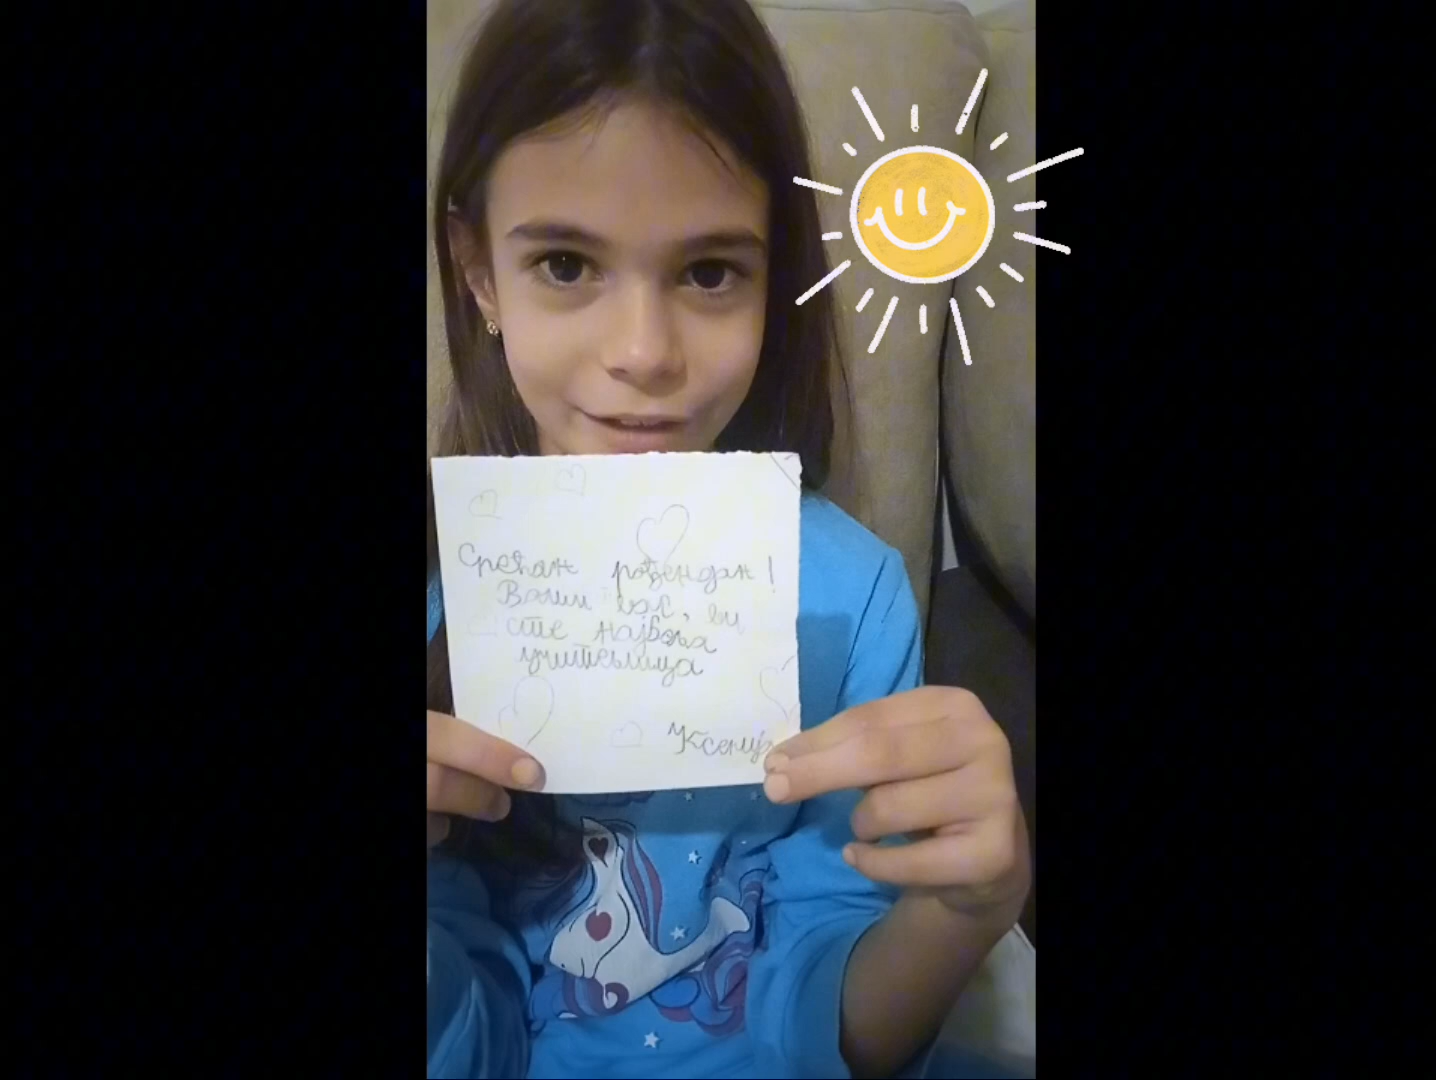 Срећан рођендан!
Волим вас, ви
сте најбоља
учитељица
Ксенија